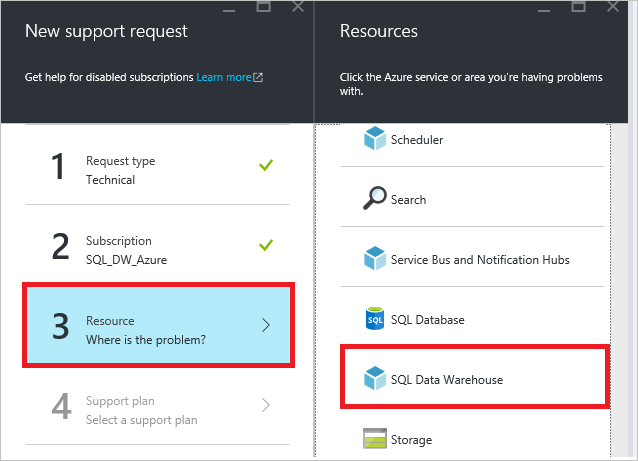 New support request
Get help for disabled subscriptions Learn more
1
Request type
Technical
2
Subscription
SQL_DW_Azure
3
Resource
Where is the problem?
4
Support plan
Select a support plan
Resources
Click the Azure service or area you're having problems
with.
Scheduler
Search
Service Bus and Notification Hubs
SQL
SQL Database
SQL Data Warehouse
Storage